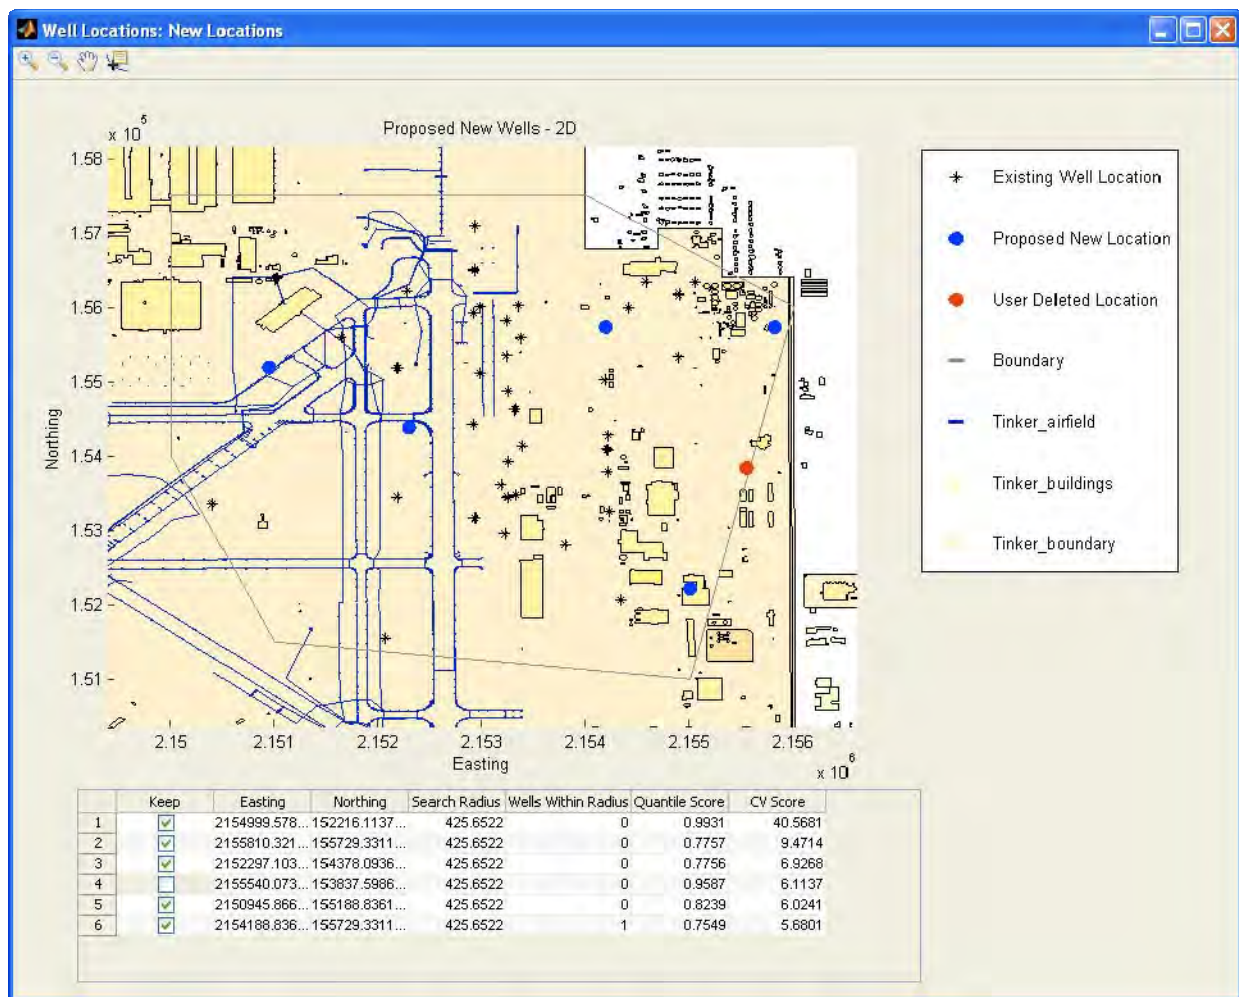 Well Locations: New Locations
x 10^5
Proposed New Wells - 2D
1.58
1.57
1.56
1.55
1.54
1.53
1.52
1.51
Northing
2.15 2.151 2.152 2.153 2.154 2.155 2.156
Easting
x 10^6
Existing Well Location
Proposed New Location
User Deleted Location
Boundary
Tinker_airfield
Tinker_buildings
Tinker_boundary
Keep Easting Northing Search Radius Wells Within Radius Quantile Score CV Score
1 2154999.578... 152216.1137... 425.6522 0 0.9931 40.5681
2 2155810.321... 155729.3311... 425.6522 0 0.7757 9.4714
3 2152297.103... 154378.0936... 425.6522 0 0.7756 6.9268
4 2155540.073... 153837.5986... 425.6522 0 0.9587 6.1137
5 2150945.866... 155188.8361... 425.6522 0 0.8239 6.0241
6 2154188.836... 155729.3311... 425.6522 1 0.7549 5.6801